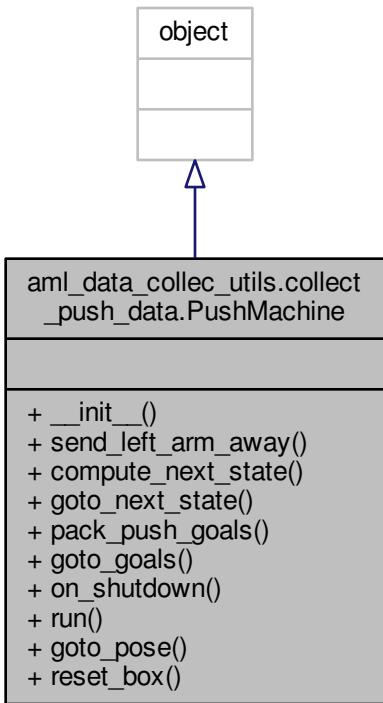 object
aml_data_collec_utils.collect
_push_data.PushMachine
+ __init__()
+ send_left_arm_away()
+ compute_next_state()
+ goto_next_state()
+ pack_push_goals()
+ goto_goals()
+ on_shutdown()
+ run()
+ goto_pose()
+ reset_box()